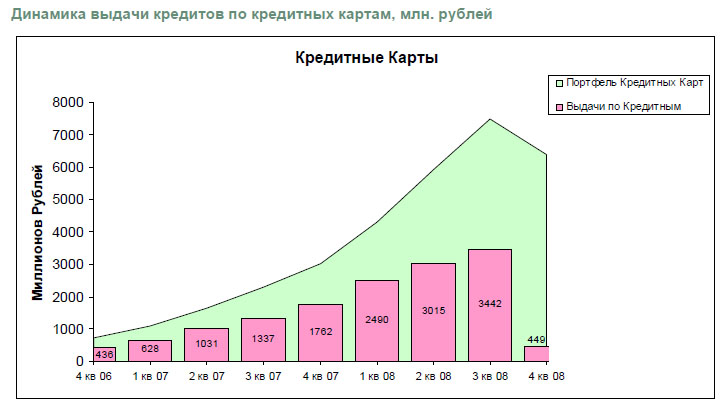 Динамика выдачи кредитов по кредитных картам, млн. рублей
Кредитные Карты
Портфель Кредитных Карт
Выдачи по Кредитным
Миллионов Рублей
8000
7000
6000
5000
4000
3000
2000
1000
0
436
628
1031
1337
1762
2490
3015
3442
449
4 кв 06
1 кв 07
2 кв 07
3 кв 07
4 кв 07
1 кв 08
2 кв 08
3 кв 08
4 кв 08